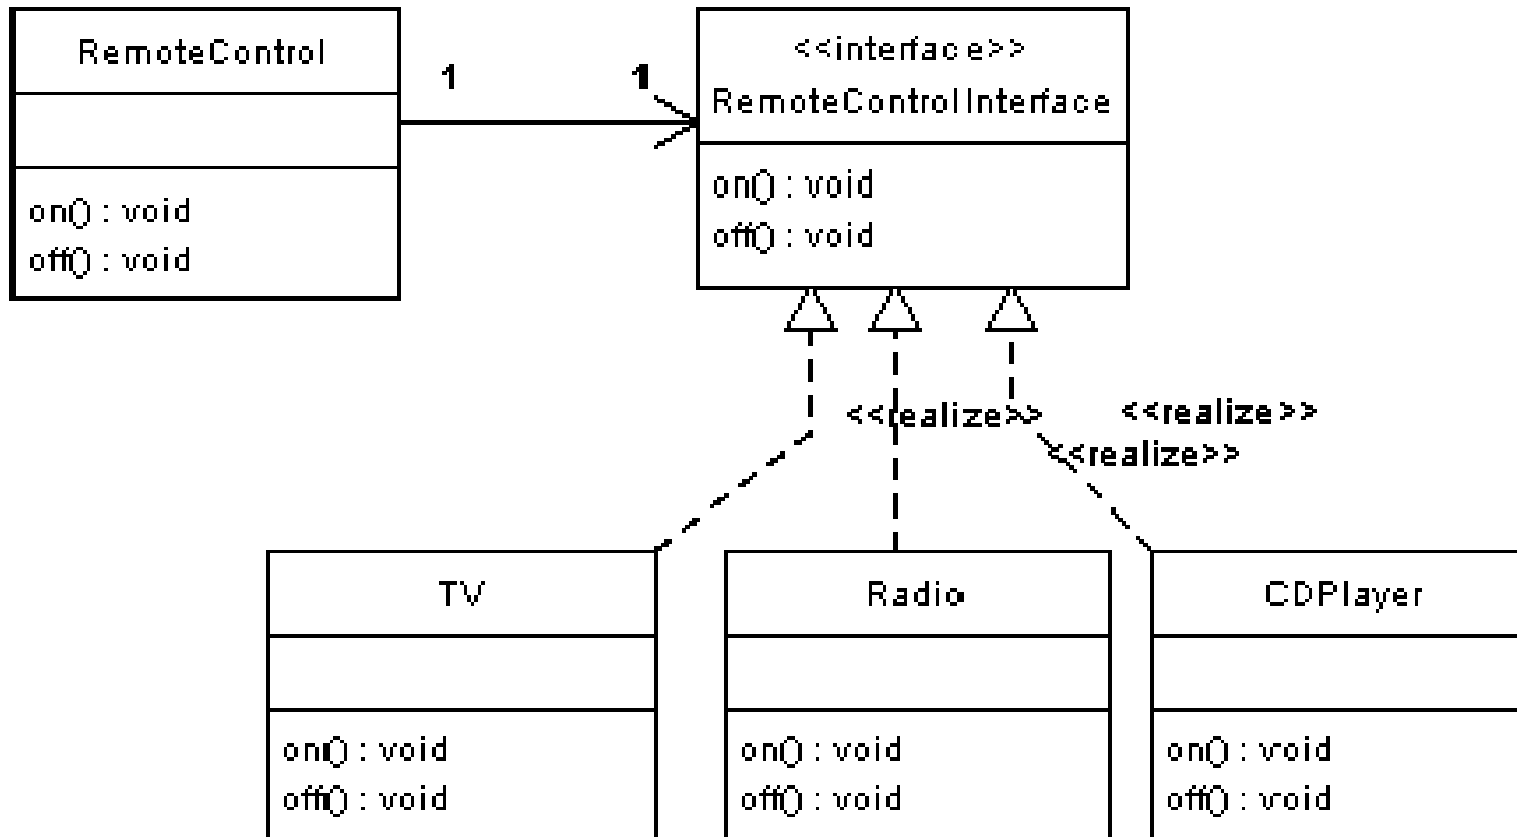 RemoteControl
on() : void
off() : void
1
1
<<interface>>
RemoteControlInterface
on() : void
off() : void
<<realize>>
<<realize>>
<<realize>>
TV
on() : void
off() : void
Radio
on() : void
off() : void
CDPlayer
on() : void
off() : void